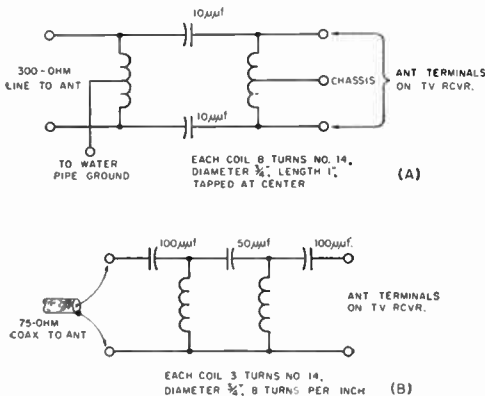 10μμf
300-OHM
LINE TO ANT
CHASSIS
ANT TERMINALS
ON TV RCVR.
10μμf
TO WATER
PIPE GROUND
EACH COIL 8 TURNS NO. 14,
DIAMETER ¾", LENGTH 1",
TAPPED AT CENTER
(A)
100μμf
50μμf
100μμf.
75-OHM
COAX TO ANT
ANT TERMINALS
ON TV RCVR.
EACH COIL 3 TURNS NO 14,
DIAMETER ¾", 8 TURNS PER INCH
(B)